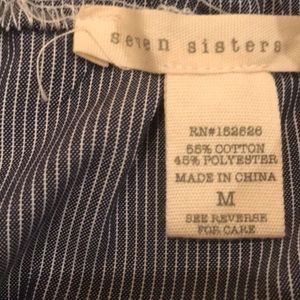 seven sisters
RN#152626
55% COTTON
45% POLYESTER
MADE IN CHINA
M
SEE REVERSE
FOR CARE